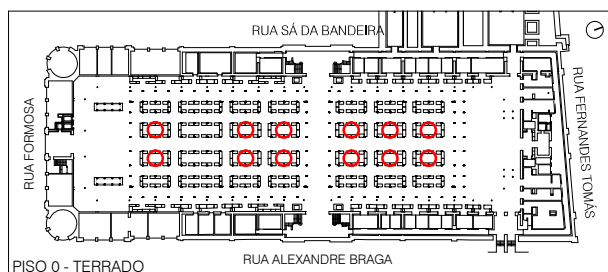 RUA SÁ DA BANDEIRA
RUA FORMOSA
RUA FERNANDES TOMÁS
RUA ALEXANDRE BRAGA
PISO 0 - TERRADO